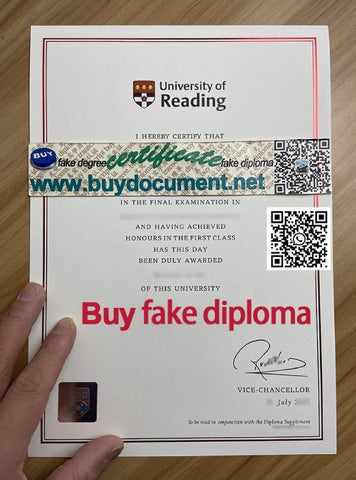 University of
Reading
I HEREBY CERTIFY THAT
BUY
fake degree certificate fake diploma
www.buydocument.net
IN THE FINAL EXAMINATION IN
AND HAVING ACHIEVED
HONOURS IN THE FIRST CLASS
HAS THIS DAY
BEEN DULY AWARDED
OF THIS UNIVERSITY
Buy fake diploma
VICE-CHANCELLOR
July
To be read in conjunction with the Diploma Supplement